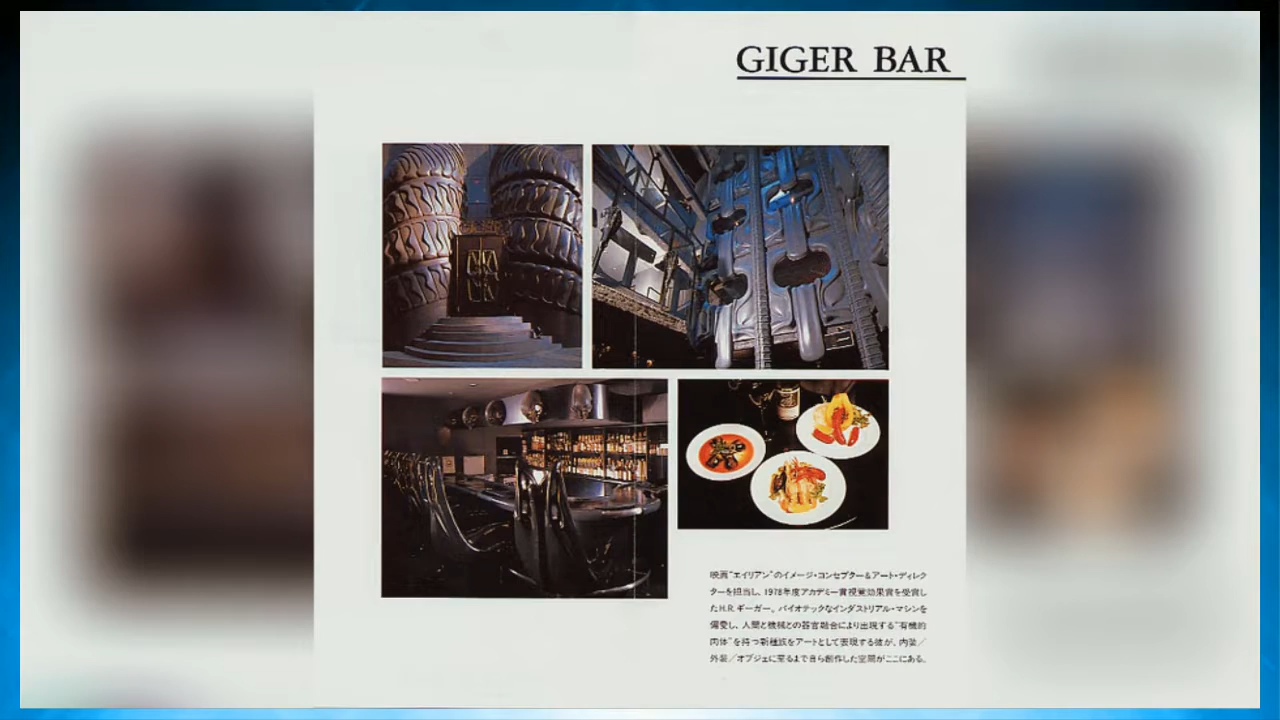 GIGER BAR
映画"エイリアン"のイメージ・コンセプター&アート・ディレク
ターを担当し、1978年度アカデミー賞視覚効果賞を受賞し
たH.R.ギーガー。バイオテックなインダストリアル・マシンを
偏愛し、人間と機械との器官融合により出現する"有機的
肉体"を持つ新種族をアートとして表現する彼が、内装／
外装／オブジェに至るまで自ら創作した空間がここにある。